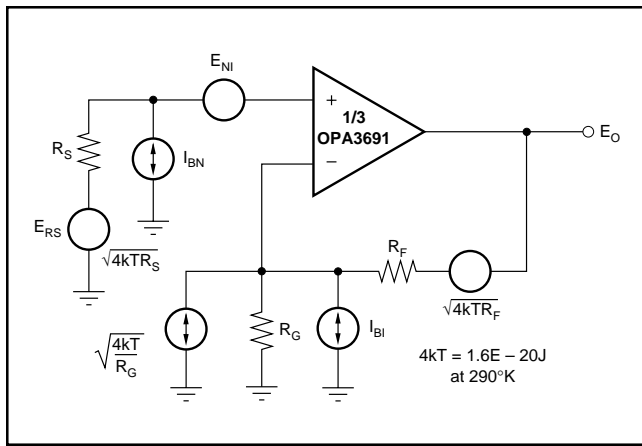 E_NI
+
1/3
OPA3691
–
E_O
R_S
I_BN
E_RS
√4kTR_S
R_F
√4kTR_F
√4kT/R_G
R_G
I_BI
4kT = 1.6E – 20J
at 290°K